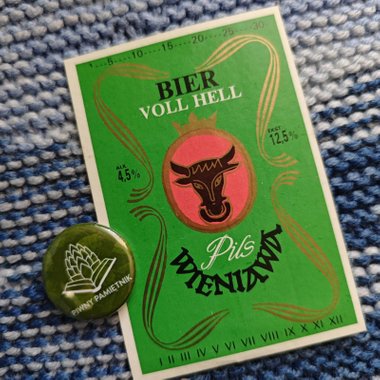 1.....5.....10.....15.....20.....25.....30
BIER
VOLL HELL
ALK
4,5%
EKST
12,5%
Pils
WIENIAWA
I II III IV V VI VII VIII IX X XI XII
PIWNY PAMIĘTNIK